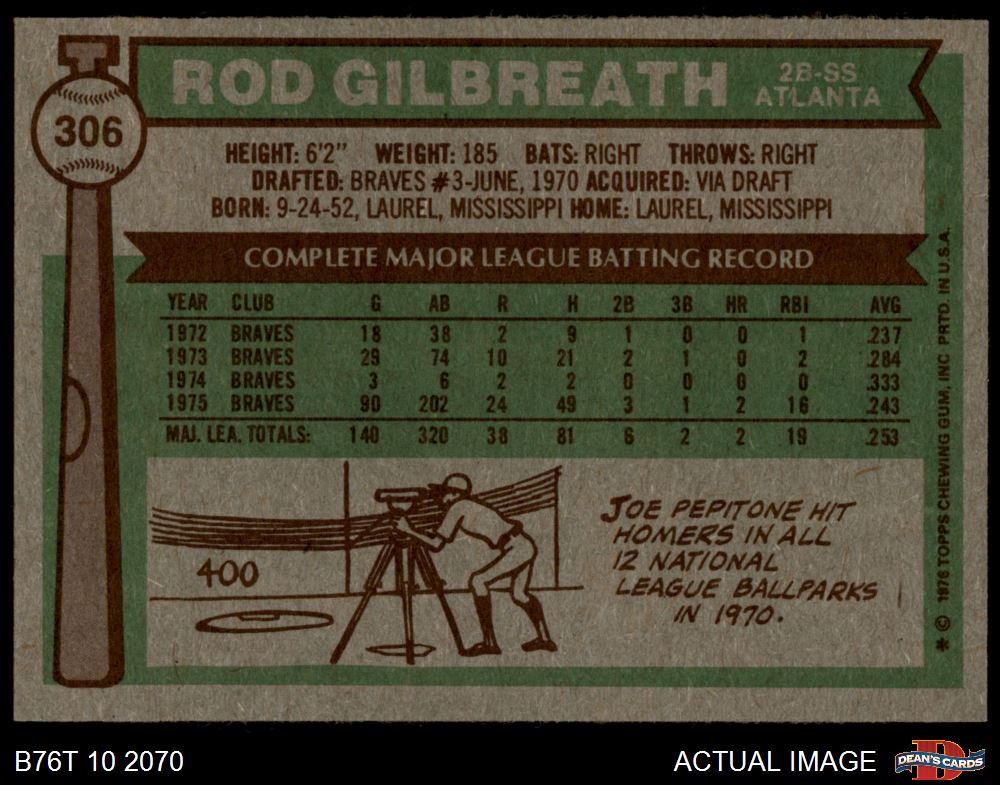 306
ROD GILBREATH
2B-SS
ATLANTA
HEIGHT: 6'2" WEIGHT: 185 BATS: RIGHT THROWS: RIGHT
DRAFTED: BRAVES #3-JUNE, 1970 ACQUIRED: VIA DRAFT
BORN: 9-24-52, LAUREL, MISSISSIPPI HOME: LAUREL, MISSISSIPPI
COMPLETE MAJOR LEAGUE BATTING RECORD
YEAR CLUB G AB R H 2B 3B HR RBI AVG
1972 BRAVES 18 38 2 9 1 0 0 1 .237
1973 BRAVES 29 74 10 21 2 1 0 2 .284
1974 BRAVES 3 6 2 2 0 0 0 0 .333
1975 BRAVES 90 202 24 49 3 1 2 16 .243
MAJ. LEA. TOTALS: 140 320 38 81 6 2 2 19 .253
400
JOE PEPITONE HIT
HOMERS IN ALL
12 NATIONAL
LEAGUE BALLPARKS
IN 1970.
* © 1976 TOPPS CHEWING GUM, INC. PRTD. IN U.S.A.
B76T 10 2070
ACTUAL IMAGE
D
DEAN'S CARDS